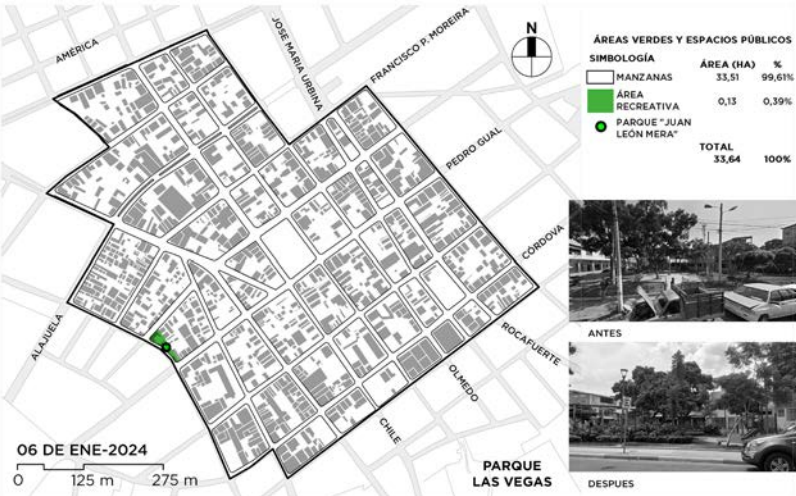 AMÉRICA
JOSE MARIA URBINA
FRANCISCO P. MOREIRA
PEDRO GUAL
CÓRDOVA
ROCAFUERTE
OLMEDO
CHILE
ALAJUELA
N
ÁREAS VERDES Y ESPACIOS PÚBLICOS
SIMBOLOGÍA ÁREA (HA) %
MANZANAS 33,51 99,61%
ÁREA
RECREATIVA 0,13 0,39%
PARQUE "JUAN
LEÓN MERA"
TOTAL
33,64 100%
ANTES
DESPUES
06 DE ENE-2024
0 125 m 275 m
PARQUE
LAS VEGAS